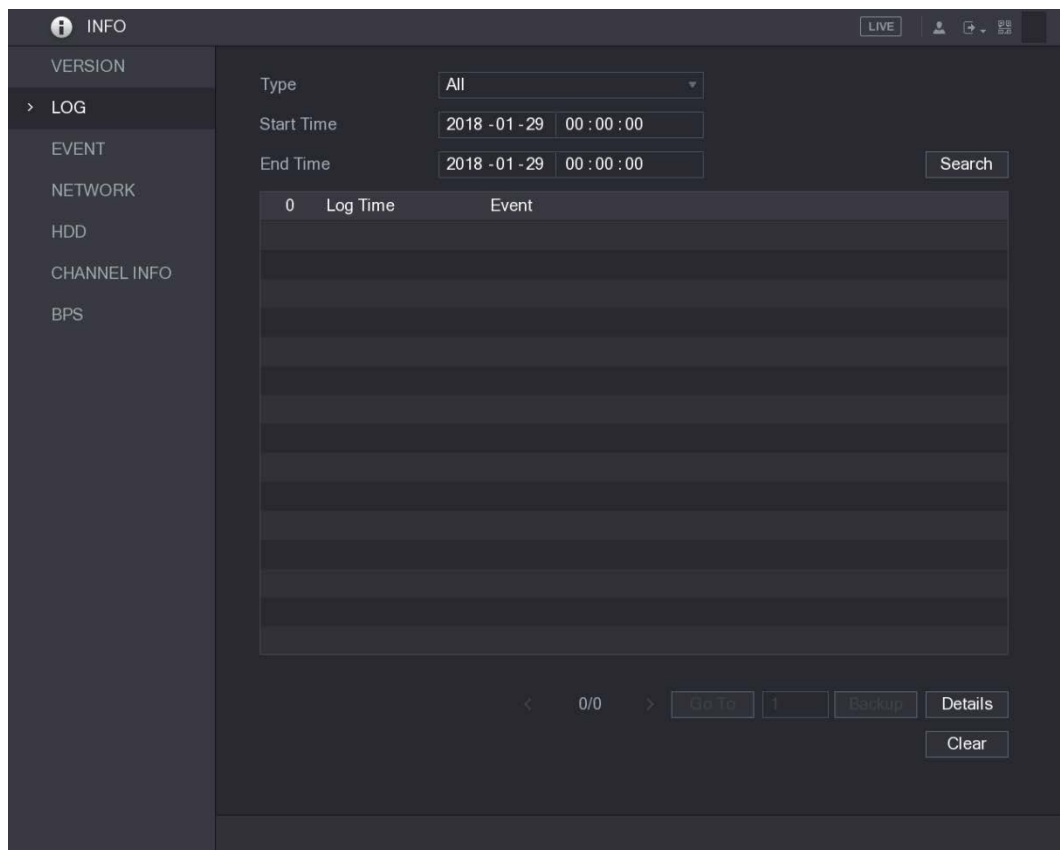 INFO LIVE
VERSION
LOG
EVENT
NETWORK
HDD
CHANNEL INFO
BPS
Type All
Start Time 2018 -01 -29 00 : 00 : 00
End Time 2018 -01 -29 00 : 00 : 00
Search
0 Log Time Event
0/0 Go To 1 Backup Details
Clear